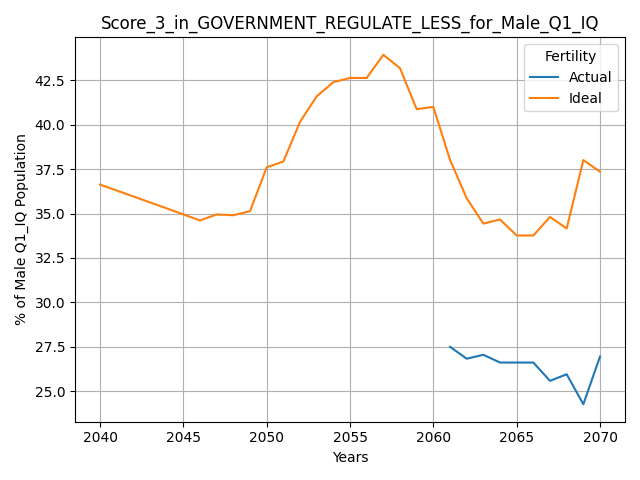 Score_3_in_GOVERNMENT_REGULATE_LESS_for_Male_Q1_IQ
Fertility
Actual
Ideal
% of Male Q1_IQ Population
42.5
40.0
37.5
35.0
32.5
30.0
27.5
25.0
2040 2045 2050 2055 2060 2065 2070
Years